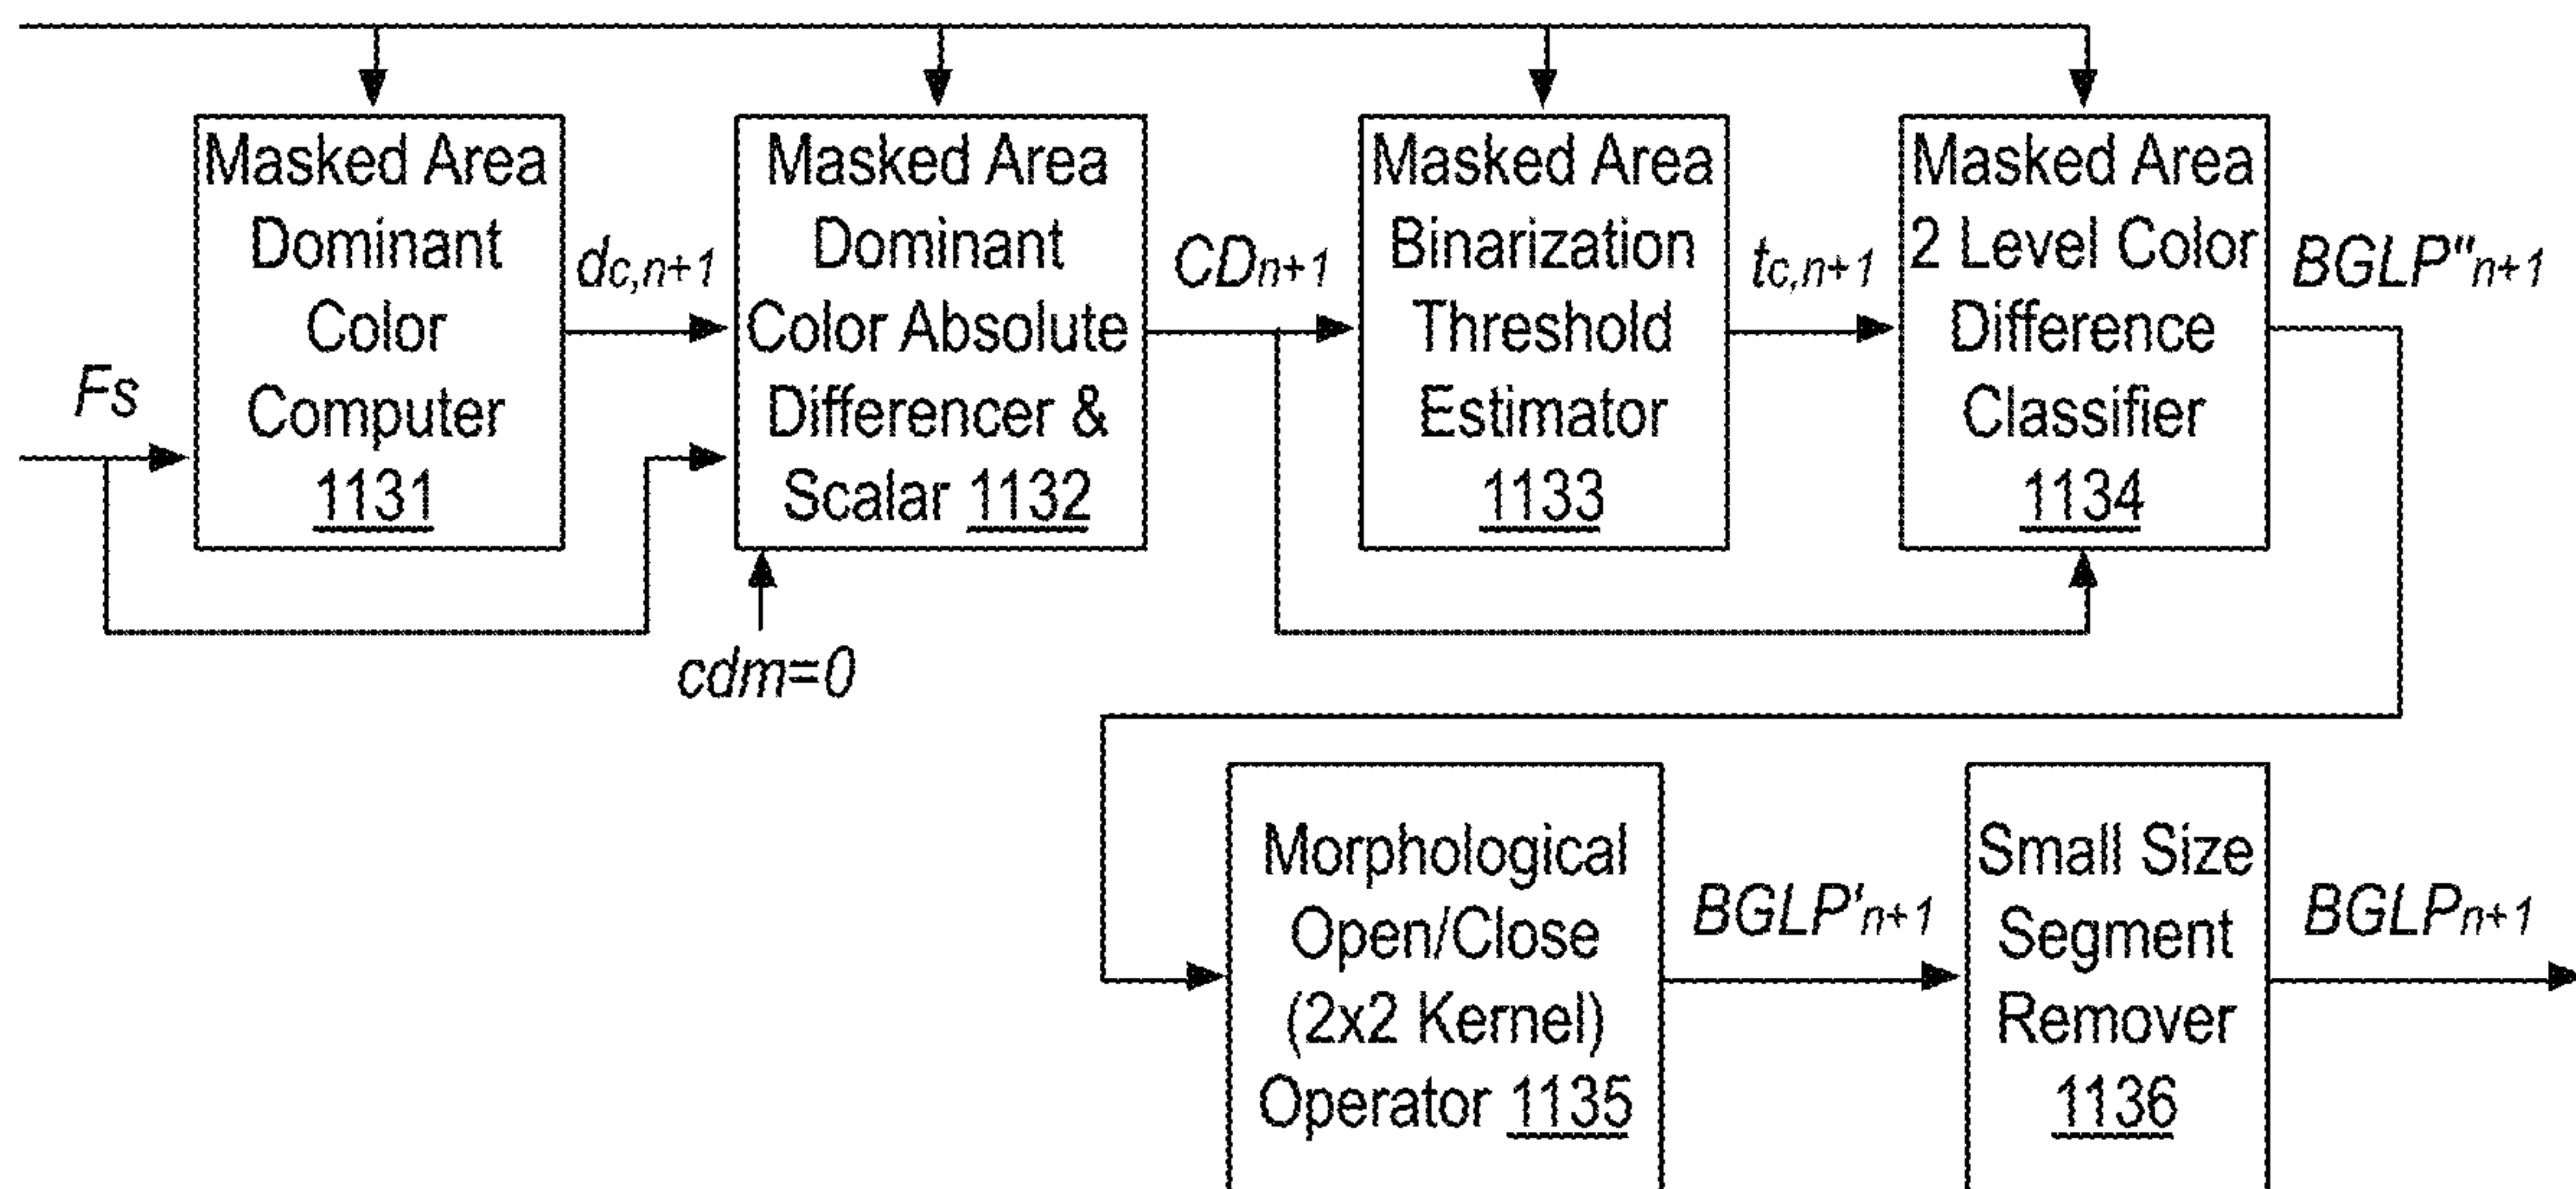 Masked Area
Dominant
Color
Computer
1131
Masked Area
Dominant
Color Absolute
Differencer &
Scalar 1132
Masked Area
Binarization
Threshold
Estimator
1133
Masked Area
2 Level Color
Difference
Classifier
1134
Fs
dc,n+1
CDn+1
tc,n+1
BGLP"n+1
cdm=0
Morphological
Open/Close
(2x2 Kernel)
Operator 1135
BGLP'n+1
Small Size
Segment
Remover
1136
BGLPn+1